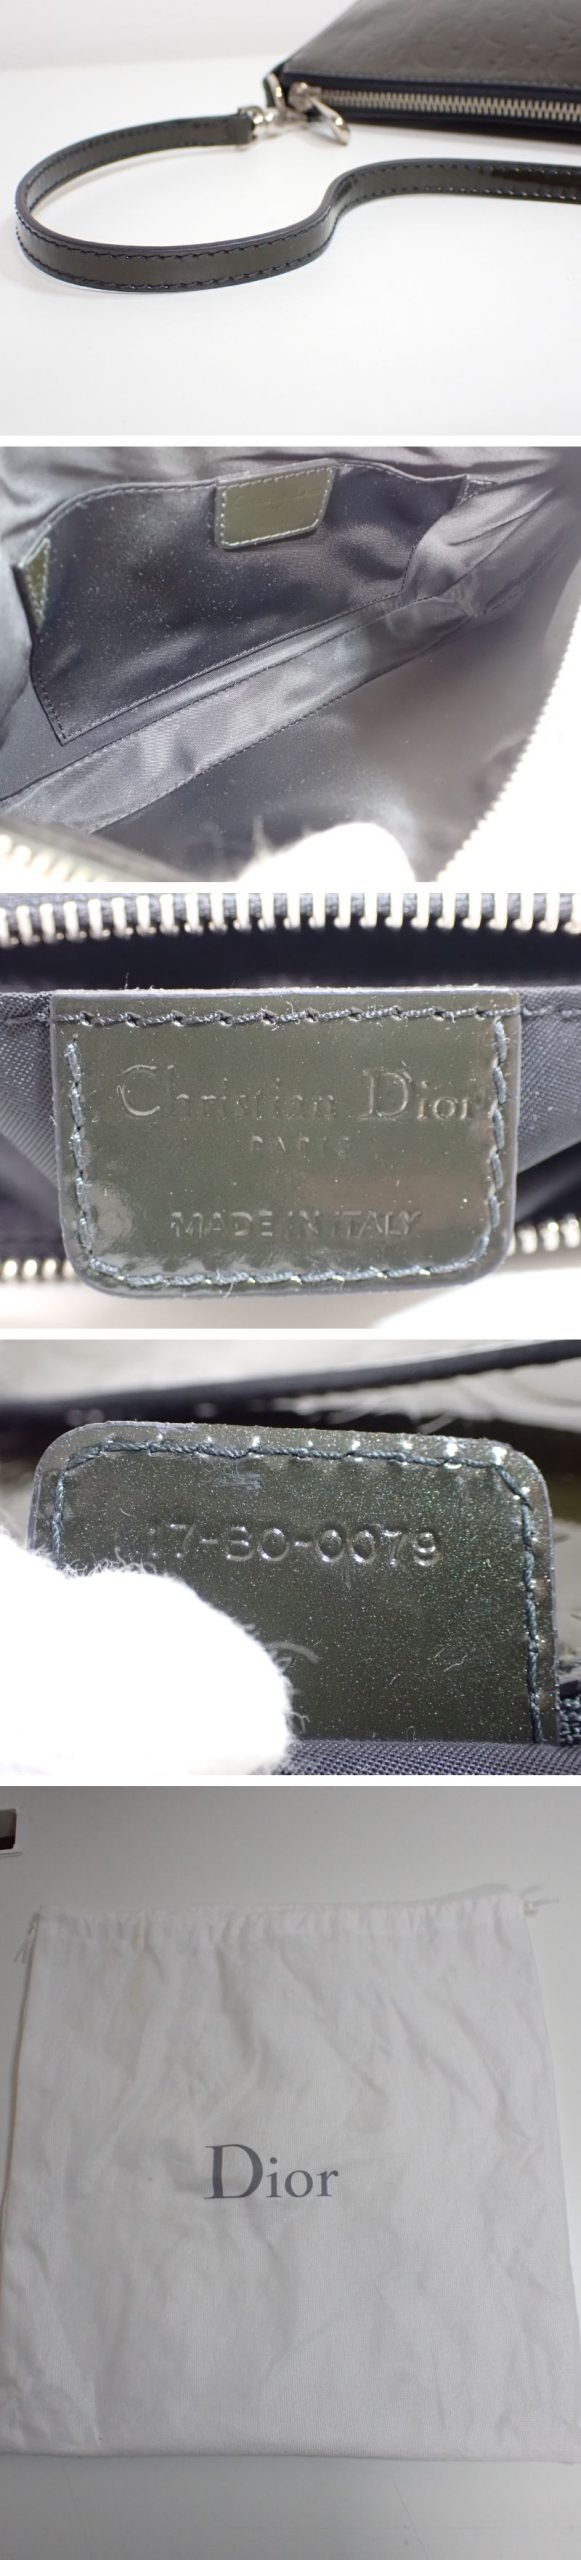 Christian Dior
PARIS
MADE IN ITALY
17-BO-0079
Dior